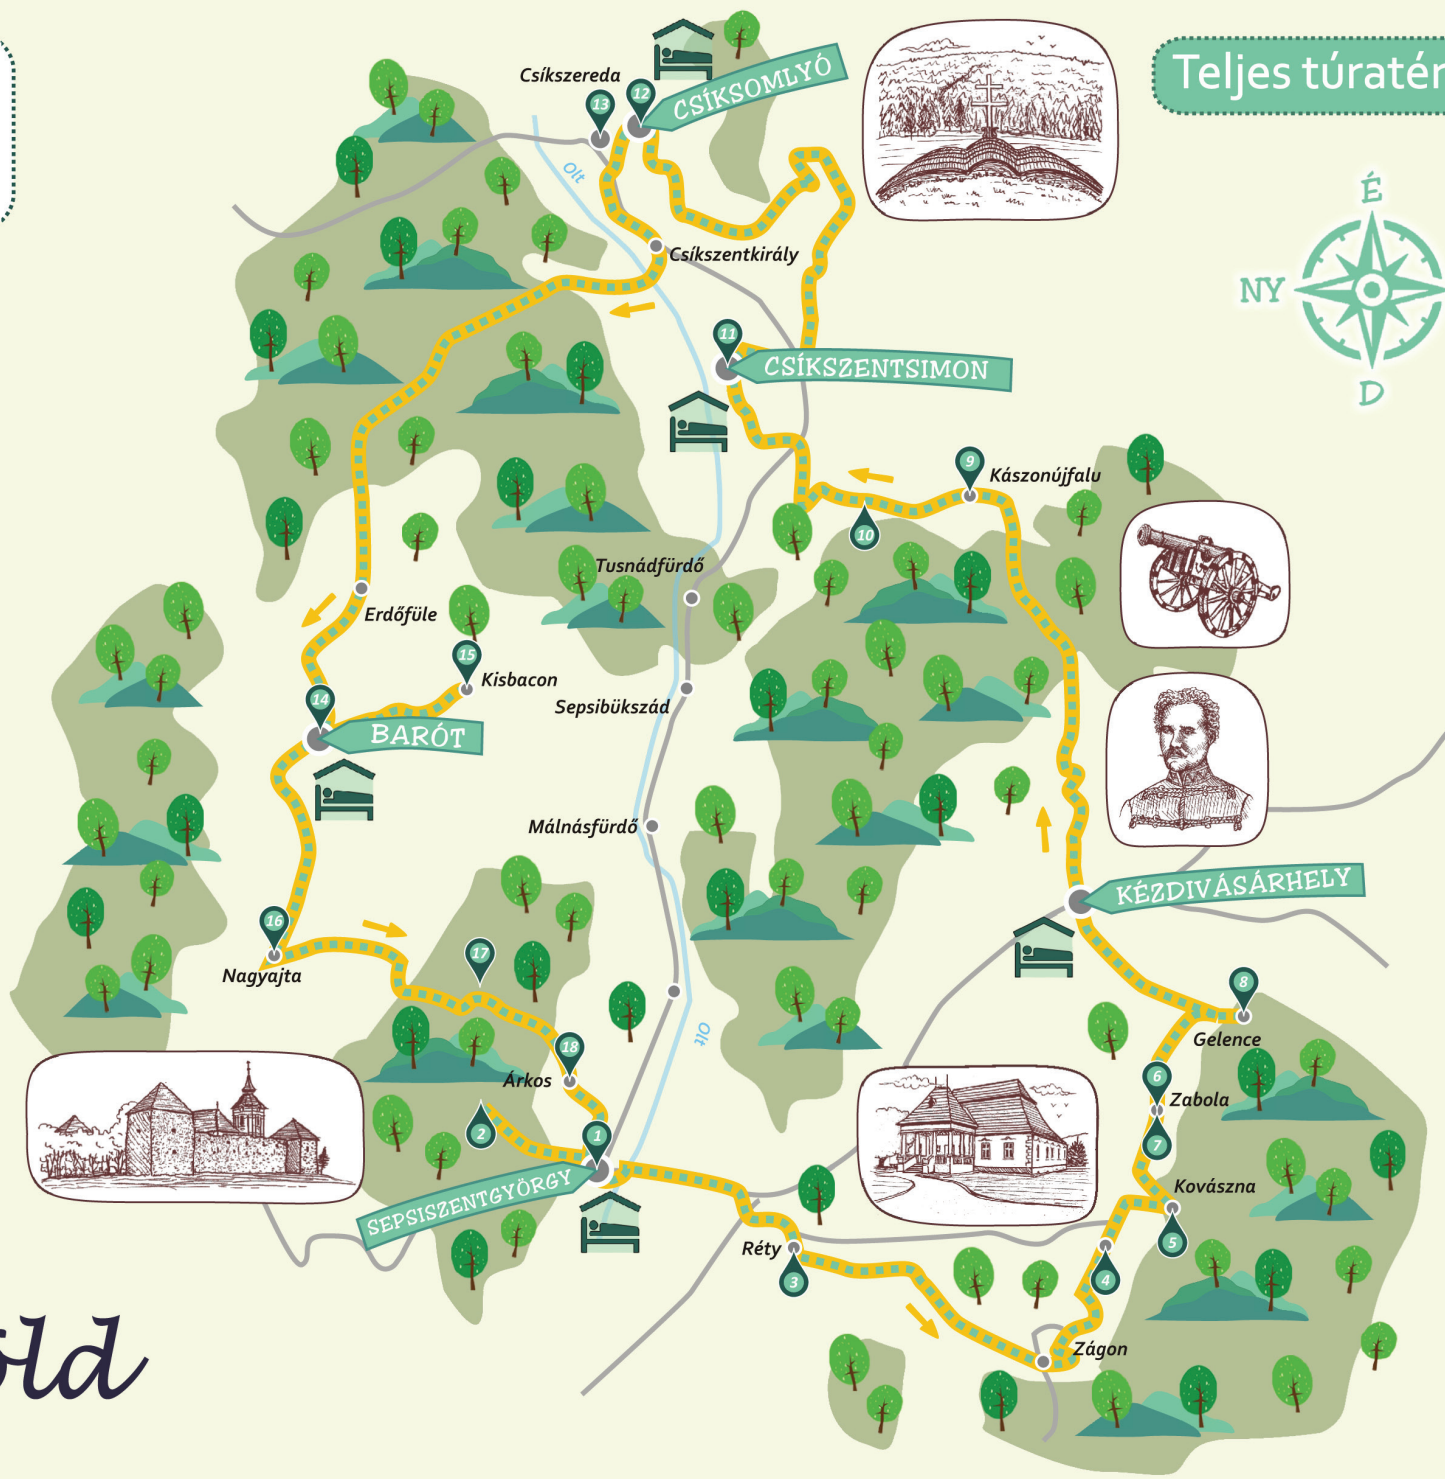 Teljes túratér
Csíkszereda
13
12
CSÍKSOMLYÓ
Olt
É
NY
D
Csíkszentkirály
11
CSÍKSZENTSIMON
9
Kászonújfalu
10
Tusnádfürdő
Erdőfüle
15
Kisbacon
14
BARÓT
Sepsibükszád
Málnásfürdő
KÉZDIVÁSÁRHELY
16
Nagyajta
17
8
Gelence
Olt
18
Árkos
6
Zabola
7
2
1
SEPSISZENTGYÖRGY
Kovászna
5
Réty
3
4
Zágon
öld